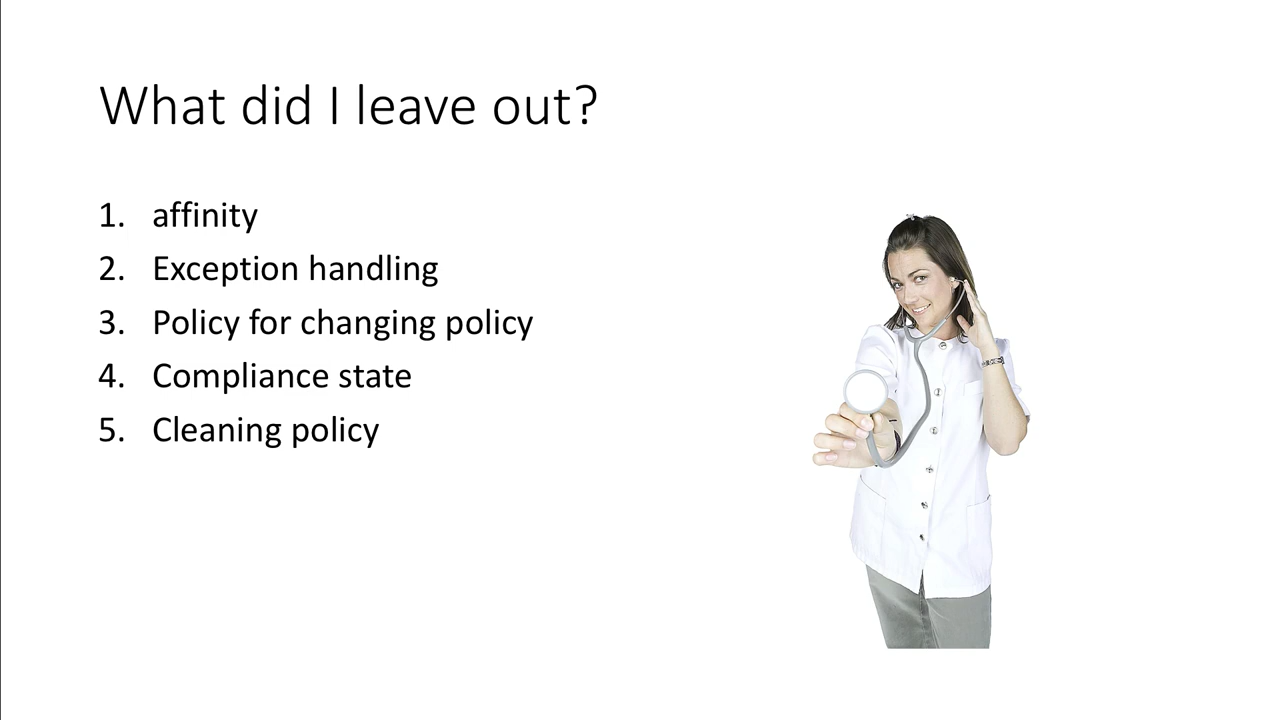 What did I leave out?
1. affinity
2. Exception handling
3. Policy for changing policy
4. Compliance state
5. Cleaning policy